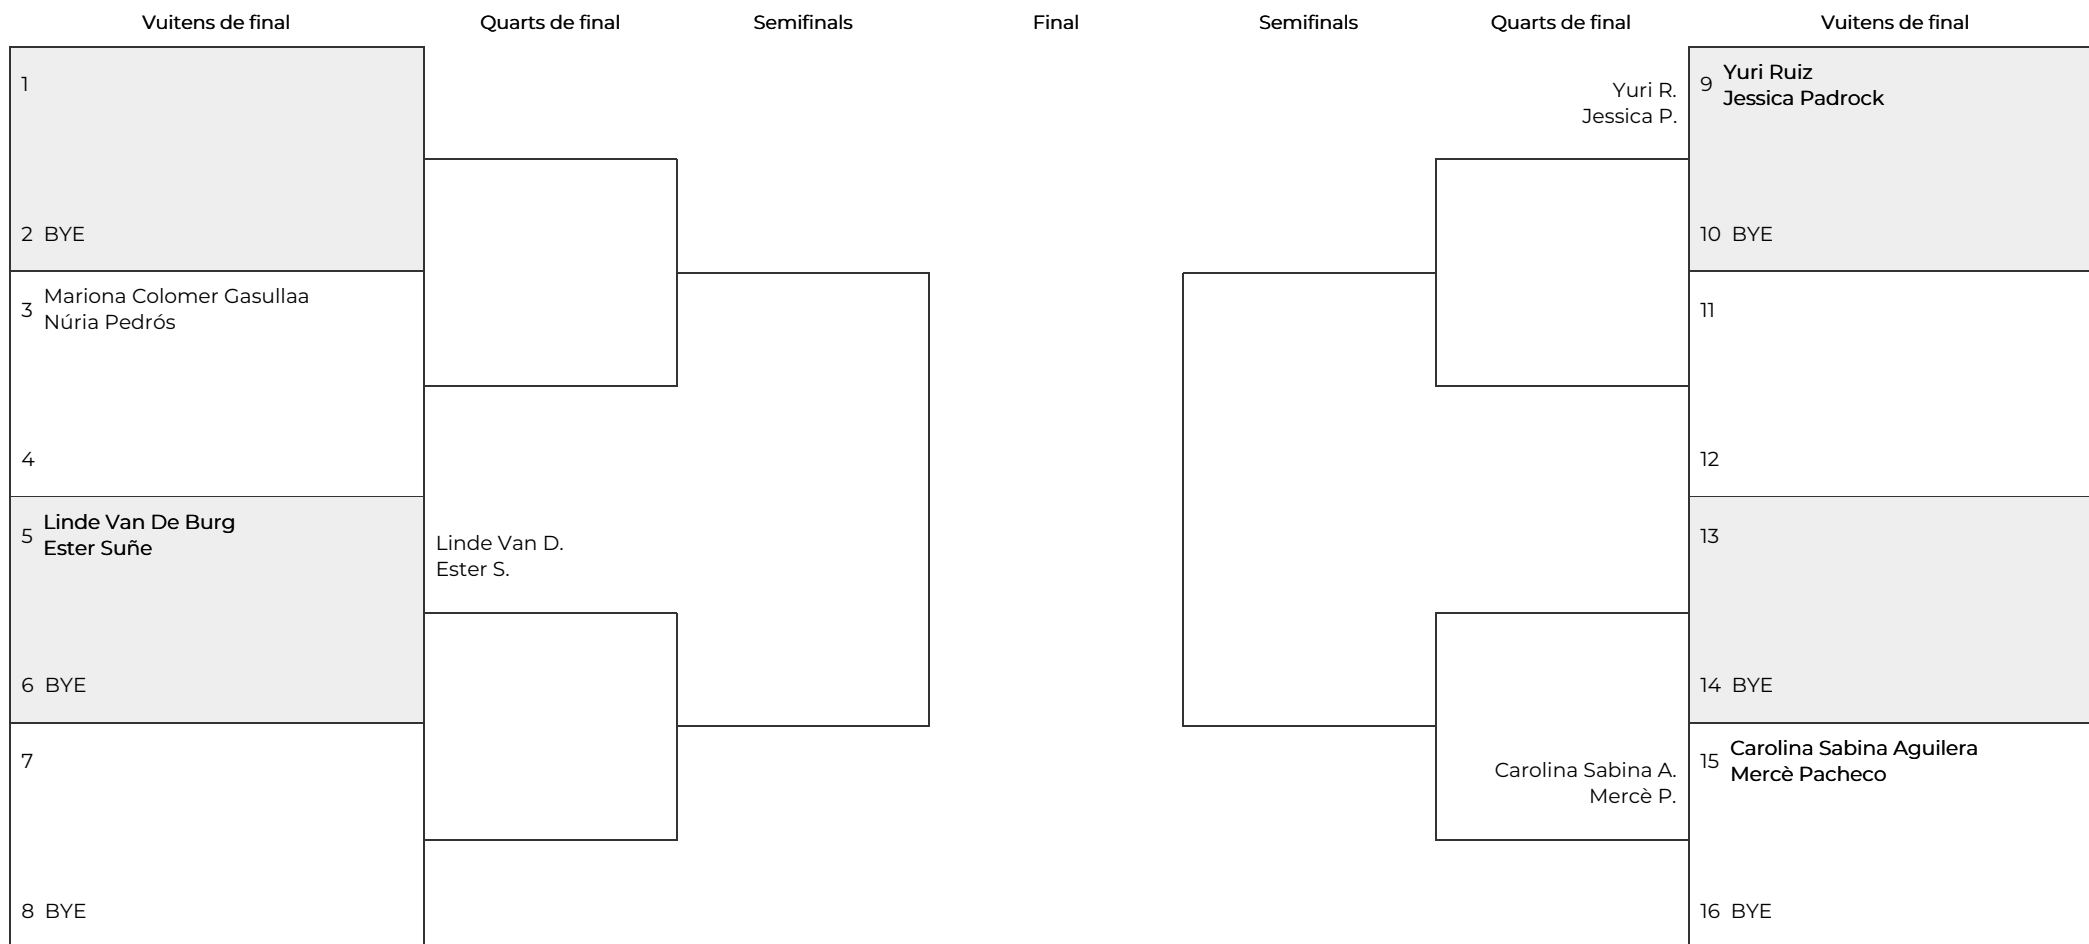 Vuitens de final
Quarts de final
Semifinals
Final
Semifinals
Quarts de final
Vuitens de final
1
2 BYE
3 Mariona Colomer Gasullaa
Núria Pedrós
4
5 Linde Van De Burg
Ester Suñe
6 BYE
7
8 BYE
Linde Van D.
Ester S.
Yuri R.
Jessica P.
Carolina Sabina A.
Mercè P.
9 Yuri Ruiz
Jessica Padrock
10 BYE
11
12
13
14 BYE
15 Carolina Sabina Aguilera
Mercè Pacheco
16 BYE